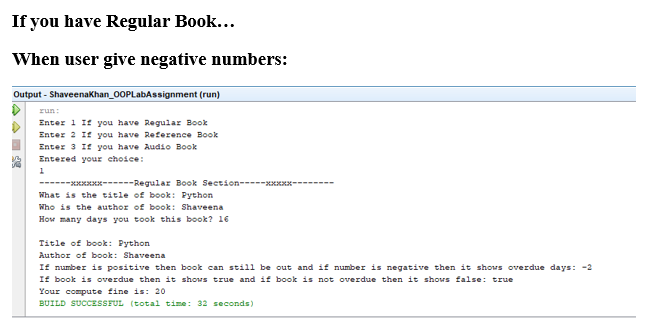 If you have Regular Book…
When user give negative numbers:
Output - ShaveenaKhan_OOPLabAssignment (run)
run:
Enter 1 If you have Regular Book
Enter 2 If you have Reference Book
Enter 3 If you have Audio Book
Entered your choice:
1
------xxxxxx------Regular Book Section-----xxxxx--------
What is the title of book: Python
Who is the author of book: Shaveena
How many days you took this book? 16
Title of book: Python
Author of book: Shaveena
If number is positive then book can still be out and if number is negative then it shows overdue days: -2
If book is overdue then it shows true and if book is not overdue then it shows false: true
Your compute fine is: 20
BUILD SUCCESSFUL (total time: 32 seconds)